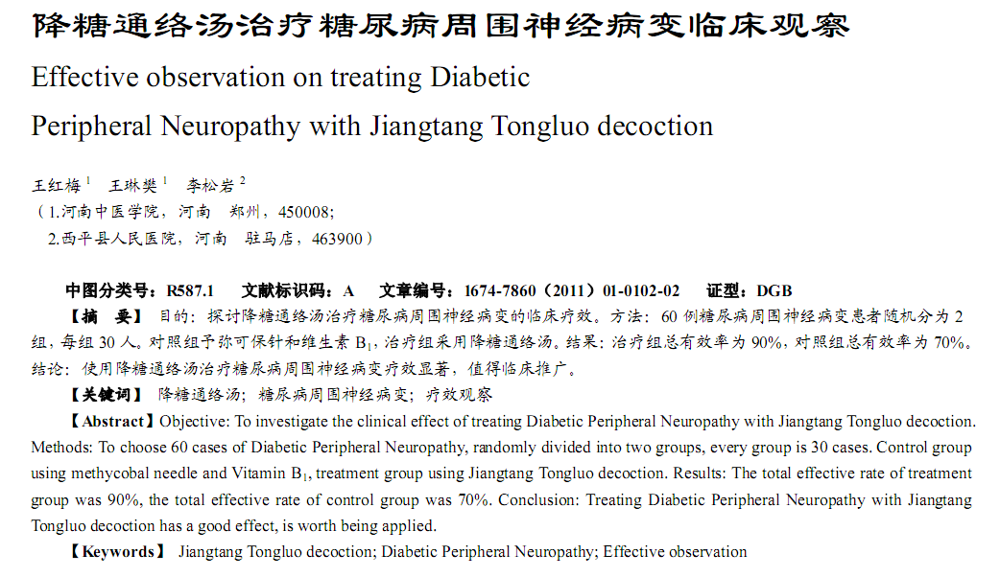 降糖通络汤治疗糖尿病周围神经病变临床观察
Effective observation on treating Diabetic
Peripheral Neuropathy with Jiangtang Tongluo decoction
王红梅1 王琳樊1 李松岩2
（1.河南中医学院，河南 郑州，450008；
2.西平县人民医院，河南 驻马店，463900）
中图分类号：R587.1 文献标识码：A 文章编号：1674-7860（2011）01-0102-02 证型：DGB
【摘 要】 目的：探讨降糖通络汤治疗糖尿病周围神经病变的临床疗效。方法：60 例糖尿病周围神经病变患者随机分为 2
组，每组 30 人。对照组予弥可保针和维生素 B1，治疗组采用降糖通络汤。结果：治疗组总有效率为 90%，对照组总有效率为 70%。
结论：使用降糖通络汤治疗糖尿病周围神经病变疗效显著，值得临床推广。
【关键词】 降糖通络汤；糖尿病周围神经病变；疗效观察
【Abstract】Objective: To investigate the clinical effect of treating Diabetic Peripheral Neuropathy with Jiangtang Tongluo decoction.
Methods: To choose 60 cases of Diabetic Peripheral Neuropathy, randomly divided into two groups, every group is 30 cases. Control group
using methycobal needle and Vitamin B1, treatment group using Jiangtang Tongluo decoction. Results: The total effective rate of treatment
group was 90%, the total effective rate of control group was 70%. Conclusion: Treating Diabetic Peripheral Neuropathy with Jiangtang
Tongluo decoction has a good effect, is worth being applied.
【Keywords】 Jiangtang Tongluo decoction; Diabetic Peripheral Neuropathy; Effective observation